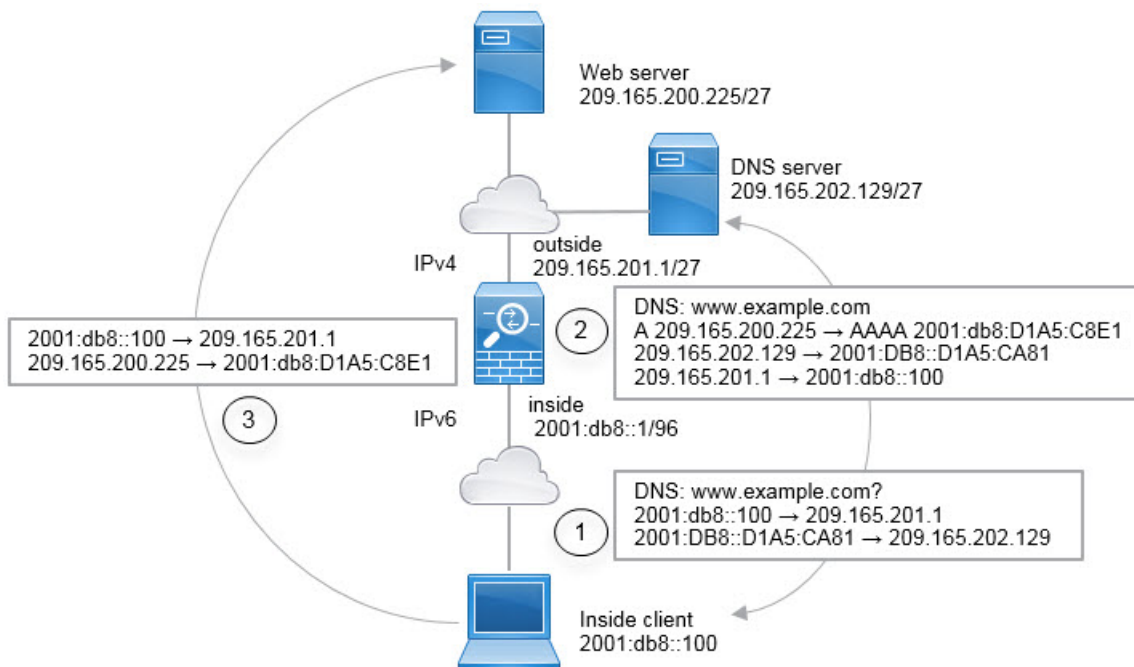 Web server
209.165.200.225/27
DNS server
209.165.202.129/27
outside
209.165.201.1/27
IPv4
2
DNS: www.example.com
A 209.165.200.225 → AAAA 2001:db8:D1A5:C8E1
209.165.202.129 → 2001:DB8::D1A5:CA81
209.165.201.1 → 2001:db8::100
2001:db8::100 → 209.165.201.1
209.165.200.225 → 2001:db8:D1A5:C8E1
3
IPv6
inside
2001:db8::1/96
1
DNS: www.example.com?
2001:db8::100 → 209.165.201.1
2001:DB8::D1A5:CA81 → 209.165.202.129
Inside client
2001:db8::100